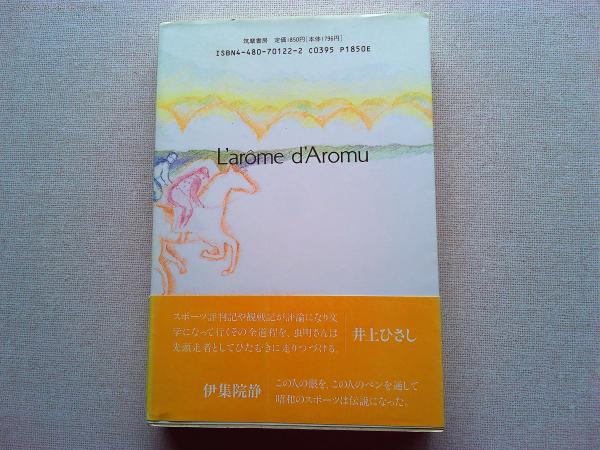 筑摩書房 定価1850円[本体1796円]
ISBN4-480-70122-2 C0395 P1850E
L'arôme d'Aromu
スポーツ評判記や観戦記が評論になり文
学になって行くその全道程を、虫明さんは
先頭走者としてひたむきに走りつづける。
井上ひさし
伊集院静
この人の眼を、この人のペンを通して
昭和のスポーツは伝説になった。